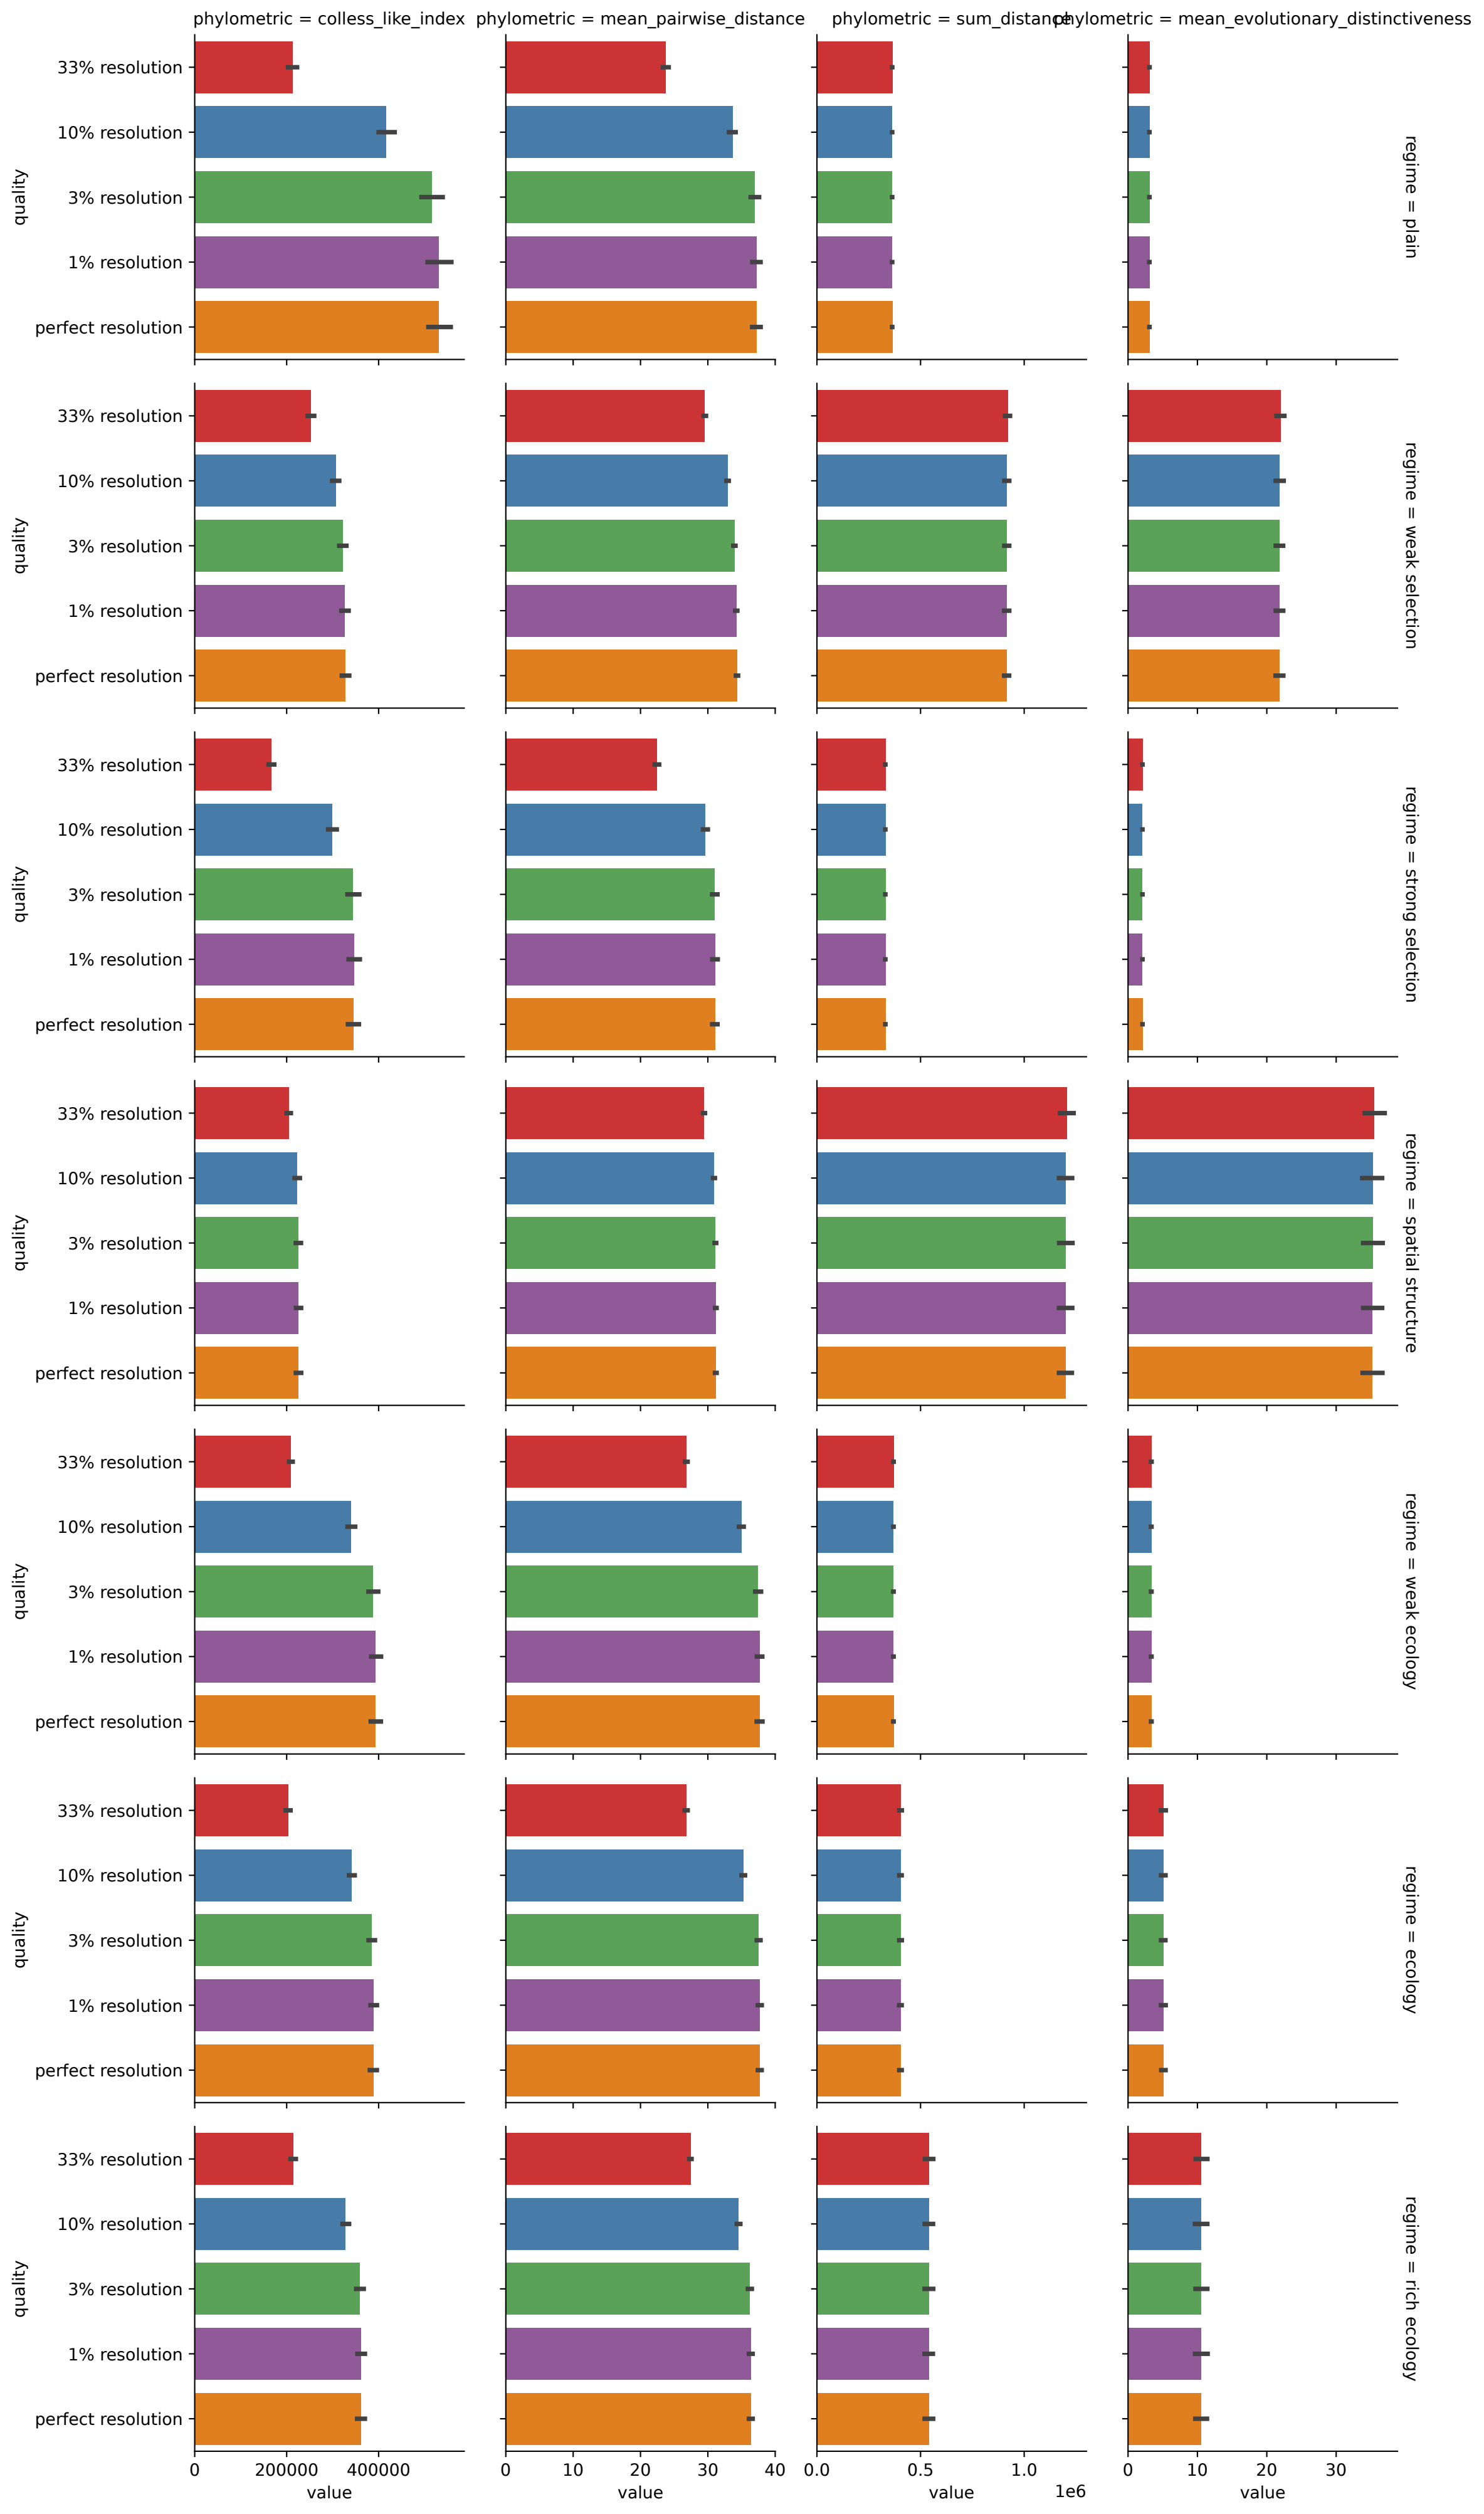 phylometric = colless_like_index
phylometric = mean_pairwise_distance
phylometric = sum_distance
phylometric = mean_evolutionary_distinctiveness
quality
33% resolution
10% resolution
3% resolution
1% resolution
perfect resolution
regime = plain
quality
33% resolution
10% resolution
3% resolution
1% resolution
perfect resolution
regime = weak selection
quality
33% resolution
10% resolution
3% resolution
1% resolution
perfect resolution
regime = strong selection
quality
33% resolution
10% resolution
3% resolution
1% resolution
perfect resolution
regime = spatial structure
quality
33% resolution
10% resolution
3% resolution
1% resolution
perfect resolution
regime = weak ecology
quality
33% resolution
10% resolution
3% resolution
1% resolution
perfect resolution
regime = ecology
quality
33% resolution
10% resolution
3% resolution
1% resolution
perfect resolution
regime = rich ecology
0 200000 400000
value
0 10 20 30 40
value
0.0 0.5 1.0
1e6
value
0 10 20 30
value